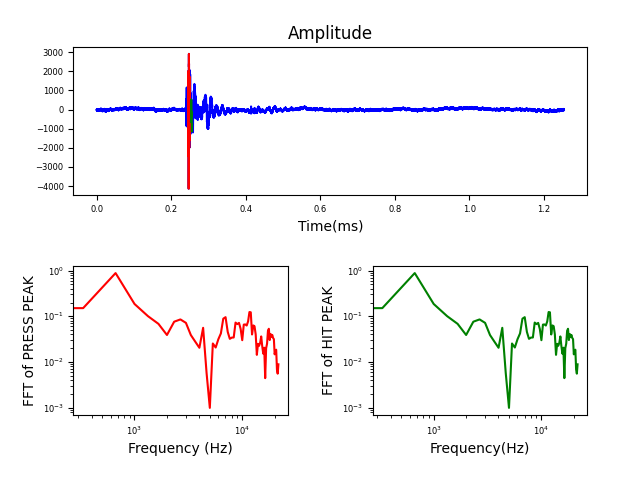 Amplitude
3000
2000
1000
0
−1000
−2000
−3000
−4000
0.0 0.2 0.4 0.6 0.8 1.0 1.2
Time(ms)
FFT of PRESS PEAK
10⁰
10⁻¹
10⁻²
10⁻³
10³ 10⁴
Frequency (Hz)
FFT of HIT PEAK
10⁰
10⁻¹
10⁻²
10⁻³
10³ 10⁴
Frequency(Hz)